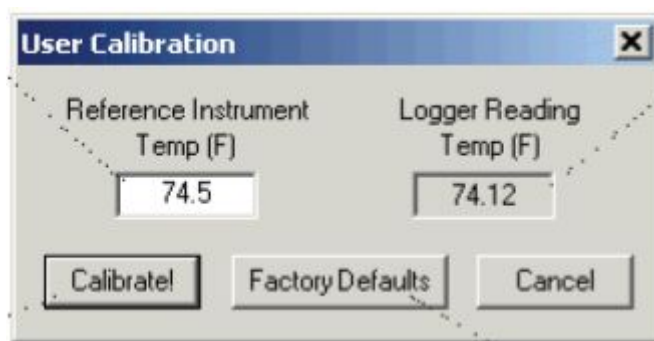 User Calibration
Reference Instrument Logger Reading
Temp (F) Temp (F)
74.5 74.12
Calibrate! Factory Defaults Cancel